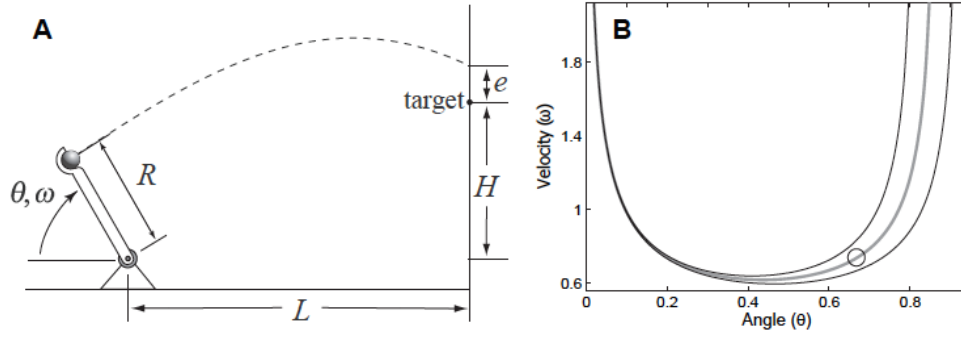 A
e
target
R
H
θ, ω
L
B
Velocity (ω)
1.8
1.4
1
0.6
0
0.2
0.4
0.6
0.8
Angle (θ)